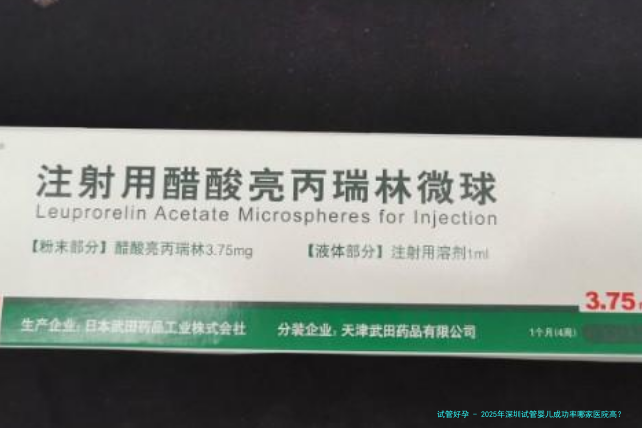 注射用醋酸亮丙瑞林微球
Leuprorelin Acetate Microspheres for Injection
【粉末部分】醋酸亮丙瑞林3.75mg 【液体部分】注射用溶剂1ml
3.75
生产企业：日本武田药品工业株式会社 分装企业：天津武田药品有限公司 1个月(4周)
试管好孕 - 2025年深圳试管婴儿成功率哪家医院高?